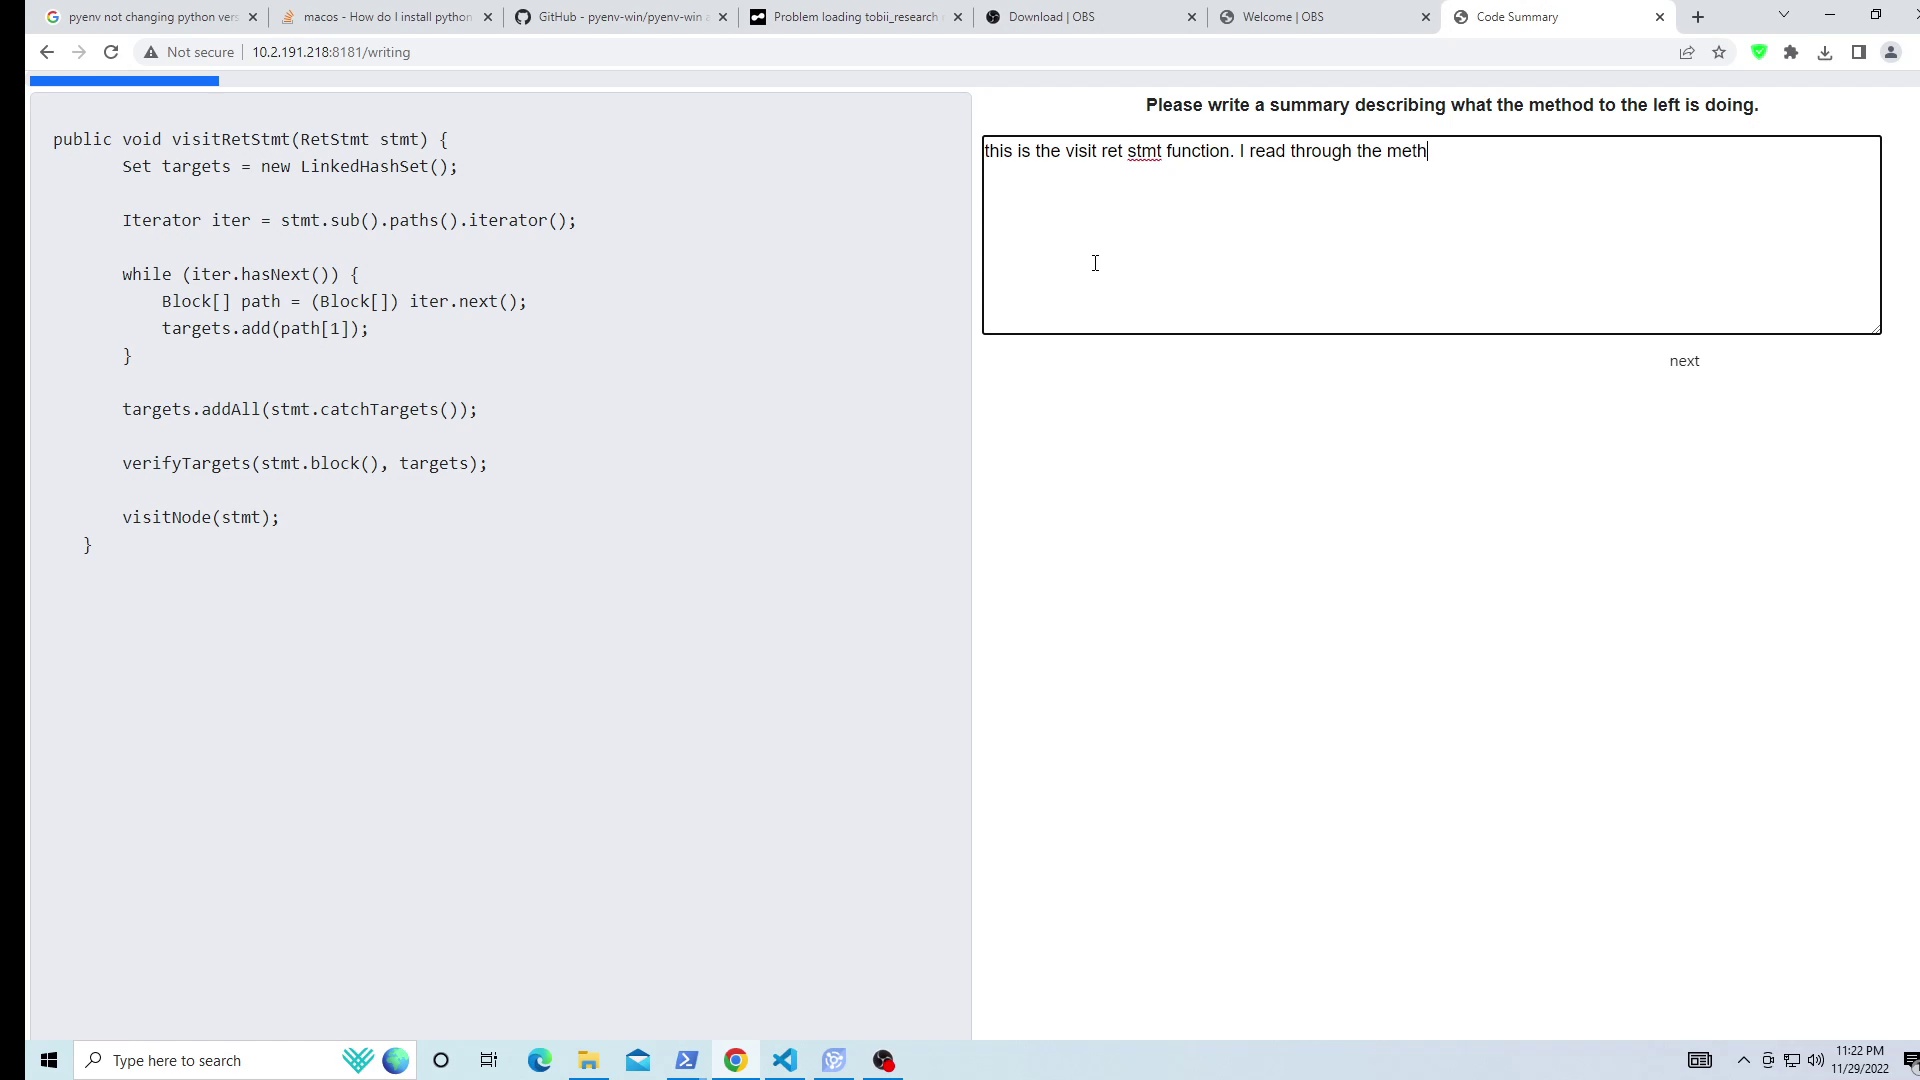 pyenv not changing python vers
macos - How do I install python
GitHub - pyenv-win/pyenv-win a
Problem loading tobii_research
Download | OBS
Welcome | OBS
Code Summary
Not secure
10.2.191.218:8181/writing
public void visitRetStmt(RetStmt stmt) {
Set targets = new LinkedHashSet();
Iterator iter = stmt.sub().paths().iterator();
while (iter.hasNext()) {
Block[] path = (Block[]) iter.next();
targets.add(path[1]);
}
targets.addAll(stmt.catchTargets());
verifyTargets(stmt.block(), targets);
visitNode(stmt);
}
Please write a summary describing what the method to the left is doing.
this is the visit ret stmt function. I read through the meth
next
Type here to search
11:22 PM
11/29/2022